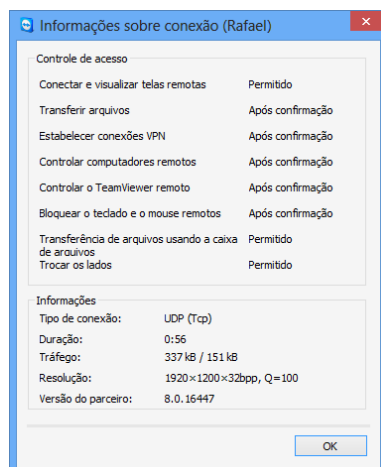 Informações sobre conexão (Rafael)
Controle de acesso
Conectar e visualizar telas remotas Permitido
Transferir arquivos Após confirmação
Estabelecer conexões VPN Após confirmação
Controlar computadores remotos Após confirmação
Controlar o TeamViewer remoto Após confirmação
Bloquear o teclado e o mouse remotos Após confirmação
Transferência de arquivos usando a caixa Permitido
de arquivos
Trocar os lados Permitido
Informações
Tipo de conexão: UDP (Tcp)
Duração: 0:56
Tráfego: 337 kB / 151 kB
Resolução: 1920×1200×32bpp, Q=100
Versão do parceiro: 8.0.16447
OK